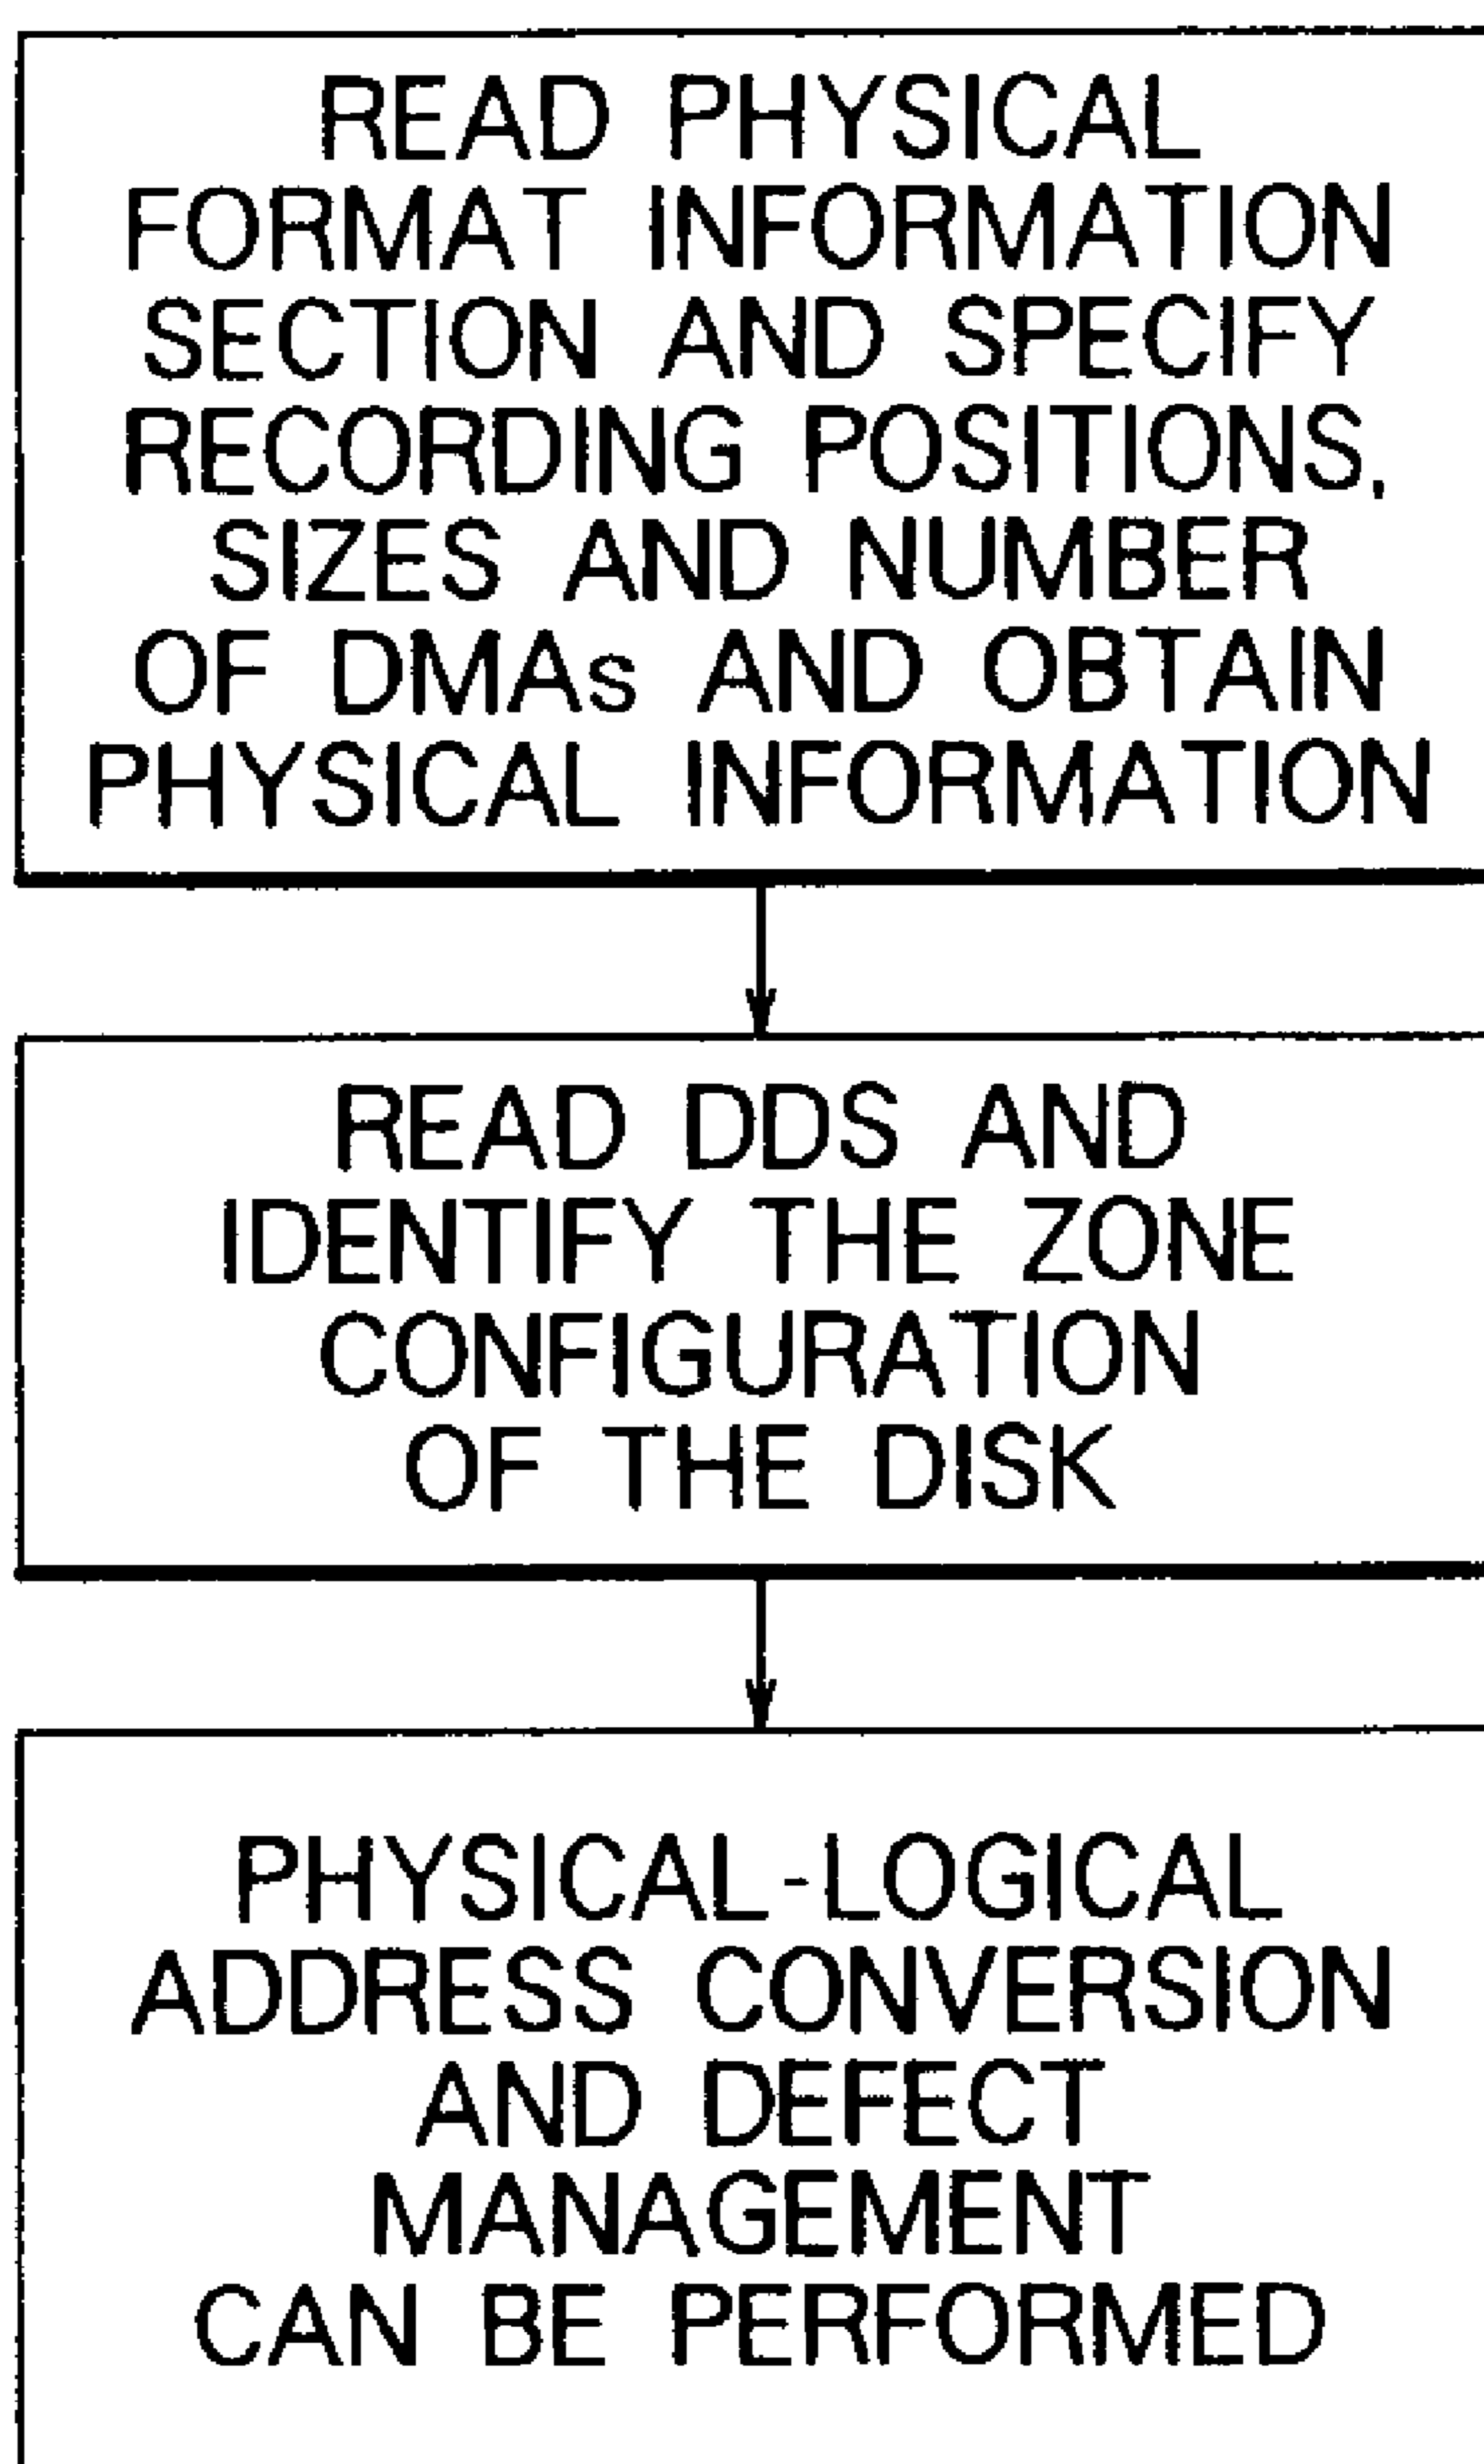 READ PHYSICAL
FORMAT INFORMATION
SECTION AND SPECIFY
RECORDING POSITIONS,
SIZES AND NUMBER
OF DMAs AND OBTAIN
PHYSICAL INFORMATION
READ DDS AND
IDENTIFY THE ZONE
CONFIGURATION
OF THE DISK
PHYSICAL-LOGICAL
ADDRESS CONVERSION
AND DEFECT
MANAGEMENT
CAN BE PERFORMED